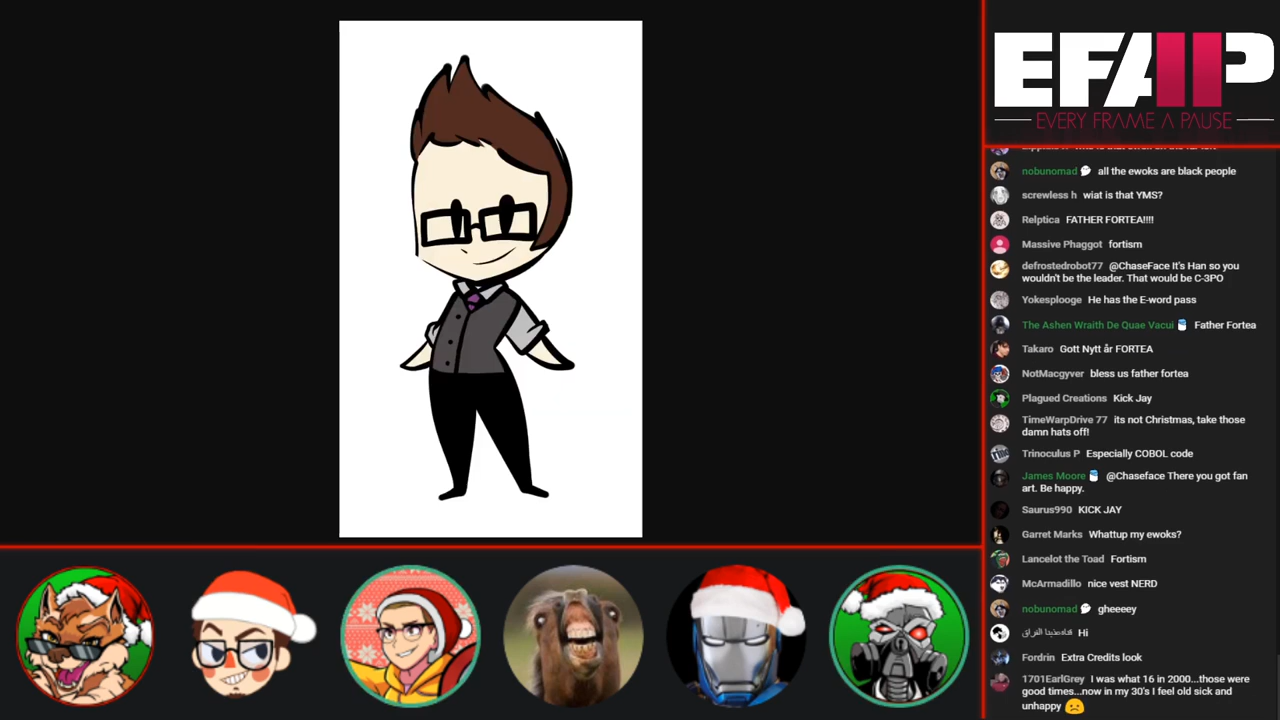 EFAP
EVERY FRAME A PAUSE
nobunomad all the ewoks are black people
screwless h wiat is that YMS?
Relptica FATHER FORTEA!!!!
Massive Phaggot fortism
defrostedrobot77 @ChaseFace It's Han so you
wouldn't be the leader. That would be C-3PO
Yokesplooge He has the E-word pass
The Ashen Wraith De Quae Vacui Father Fortea
Takaro Gott Nytt år FORTEA
NotMacgyver bless us father fortea
Plagued Creations Kick Jay
TimeWarpDrive 77 its not Christmas, take those
damn hats off!
Trinoculus P Especially COBOL code
James Moore @Chaseface There you got fan
art. Be happy.
Saurus990 KICK JAY
Garret Marks Whattup my ewoks?
Lancelot the Toad Fortism
McArmadillo nice vest NERD
nobunomad gheeeey
Hi
Fordrin Extra Credits look
1701EarlGrey I was what 16 in 2000...those were
good times...now in my 30's I feel old sick and
unhappy